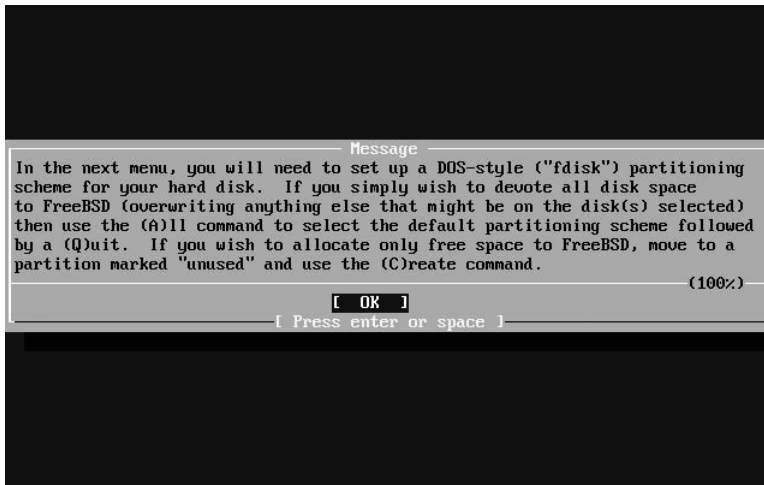 Message
In the next menu, you will need to set up a DOS-style ("fdisk") partitioning
scheme for your hard disk.  If you simply wish to devote all disk space
to FreeBSD (overwriting anything else that might be on the disk(s) selected)
then use the (A)ll command to select the default partitioning scheme followed
by a (Q)uit.  If you wish to allocate only free space to FreeBSD, move to a
partition marked "unused" and use the (C)reate command.
(100%)
[  OK  ]
[ Press enter or space ]